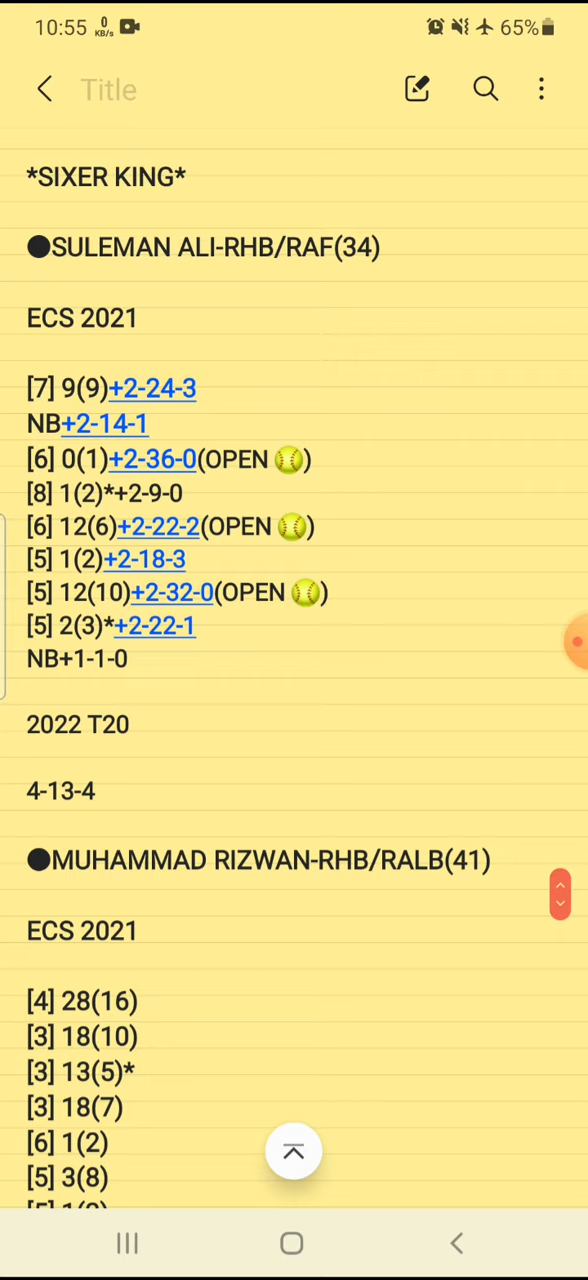 10:55 0 KB/s 65%
Title
*SIXER KING*
●SULEMAN ALI-RHB/RAF(34)
ECS 2021
[7] 9(9)+2-24-3
NB+2-14-1
[6] 0(1)+2-36-0(OPEN 🥎)
[8] 1(2)*+2-9-0
[6] 12(6)+2-22-2(OPEN 🥎)
[5] 1(2)+2-18-3
[5] 12(10)+2-32-0(OPEN 🥎)
[5] 2(3)*+2-22-1
NB+1-1-0
2022 T20
4-13-4
●MUHAMMAD RIZWAN-RHB/RALB(41)
ECS 2021
[4] 28(16)
[3] 18(10)
[3] 13(5)*
[3] 18(7)
[6] 1(2)
[5] 3(8)